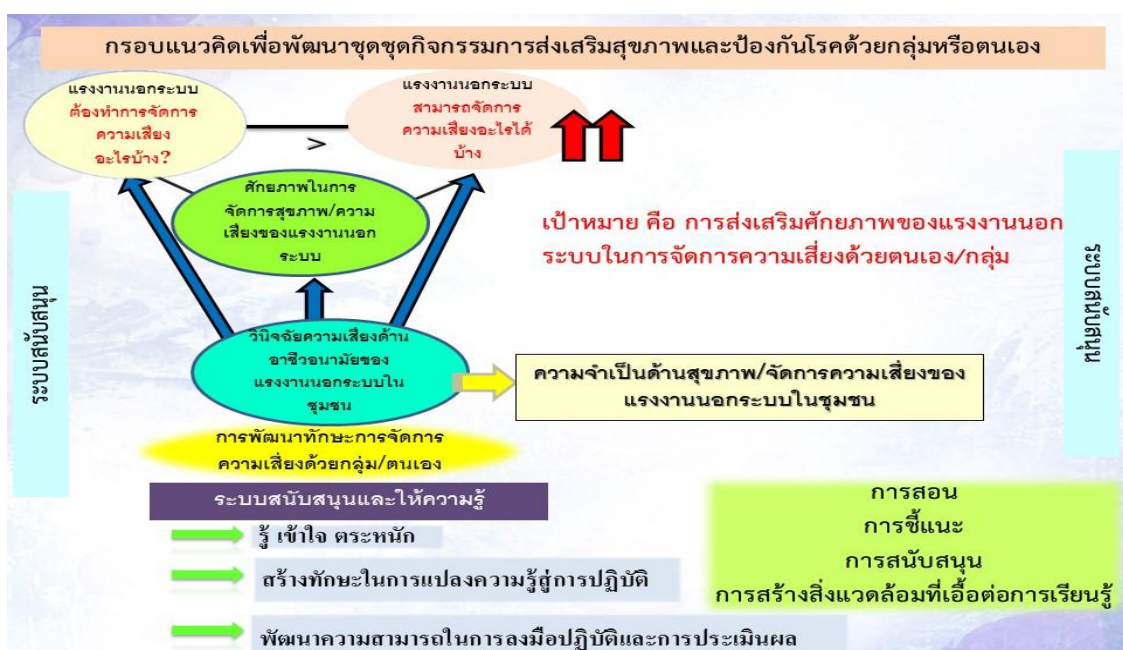 กรอบแนวคิดเพื่อพัฒนาชุดชุดกิจกรรมการส่งเสริมสุขภาพและป้องกันโรคด้วยกลุ่มหรือตนเอง
แรงงานนอกระบบ
ต้องทำการจัดการ
ความเสี่ยง
อะไรบ้าง?
>
แรงงานนอกระบบ
สามารถจัดการ
ความเสี่ยงอะไรได้
บ้าง
ศักยภาพในการ
จัดการสุขภาพ/ความ
เสี่ยงของแรงงานนอก
ระบบ
เป้าหมาย คือ การส่งเสริมศักยภาพของแรงงานนอก
ระบบในการจัดการความเสี่ยงด้วยตนเอง/กลุ่ม
ระบบสนับสนุน
ระบบสนับสนุน
วินิจฉัยความเสี่ยงด้าน
อาชีวอนามัยของ
แรงงานนอกระบบใน
ชุมชน
ความจำเป็นด้านสุขภาพ/จัดการความเสี่ยงของ
แรงงานนอกระบบในชุมชน
การพัฒนาทักษะการจัดการ
ความเสี่ยงด้วยกลุ่ม/ตนเอง
ระบบสนับสนุนและให้ความรู้
รู้ เข้าใจ ตระหนัก
สร้างทักษะในการแปลงความรู้สู่การปฏิบัติ
พัฒนาความสามารถในการลงมือปฏิบัติและการประเมินผล
การสอน
การชี้แนะ
การสนับสนุน
การสร้างสิ่งแวดล้อมที่เอื้อต่อการเรียนรู้